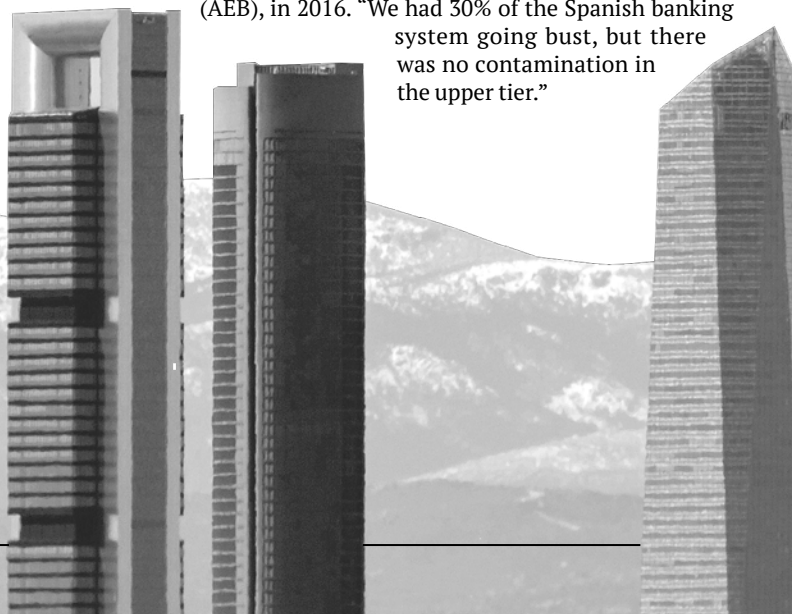 (AEB), in 2016. “We had 30% of the Spanish banking
system going bust, but there
was no contamination in
the upper tier.”